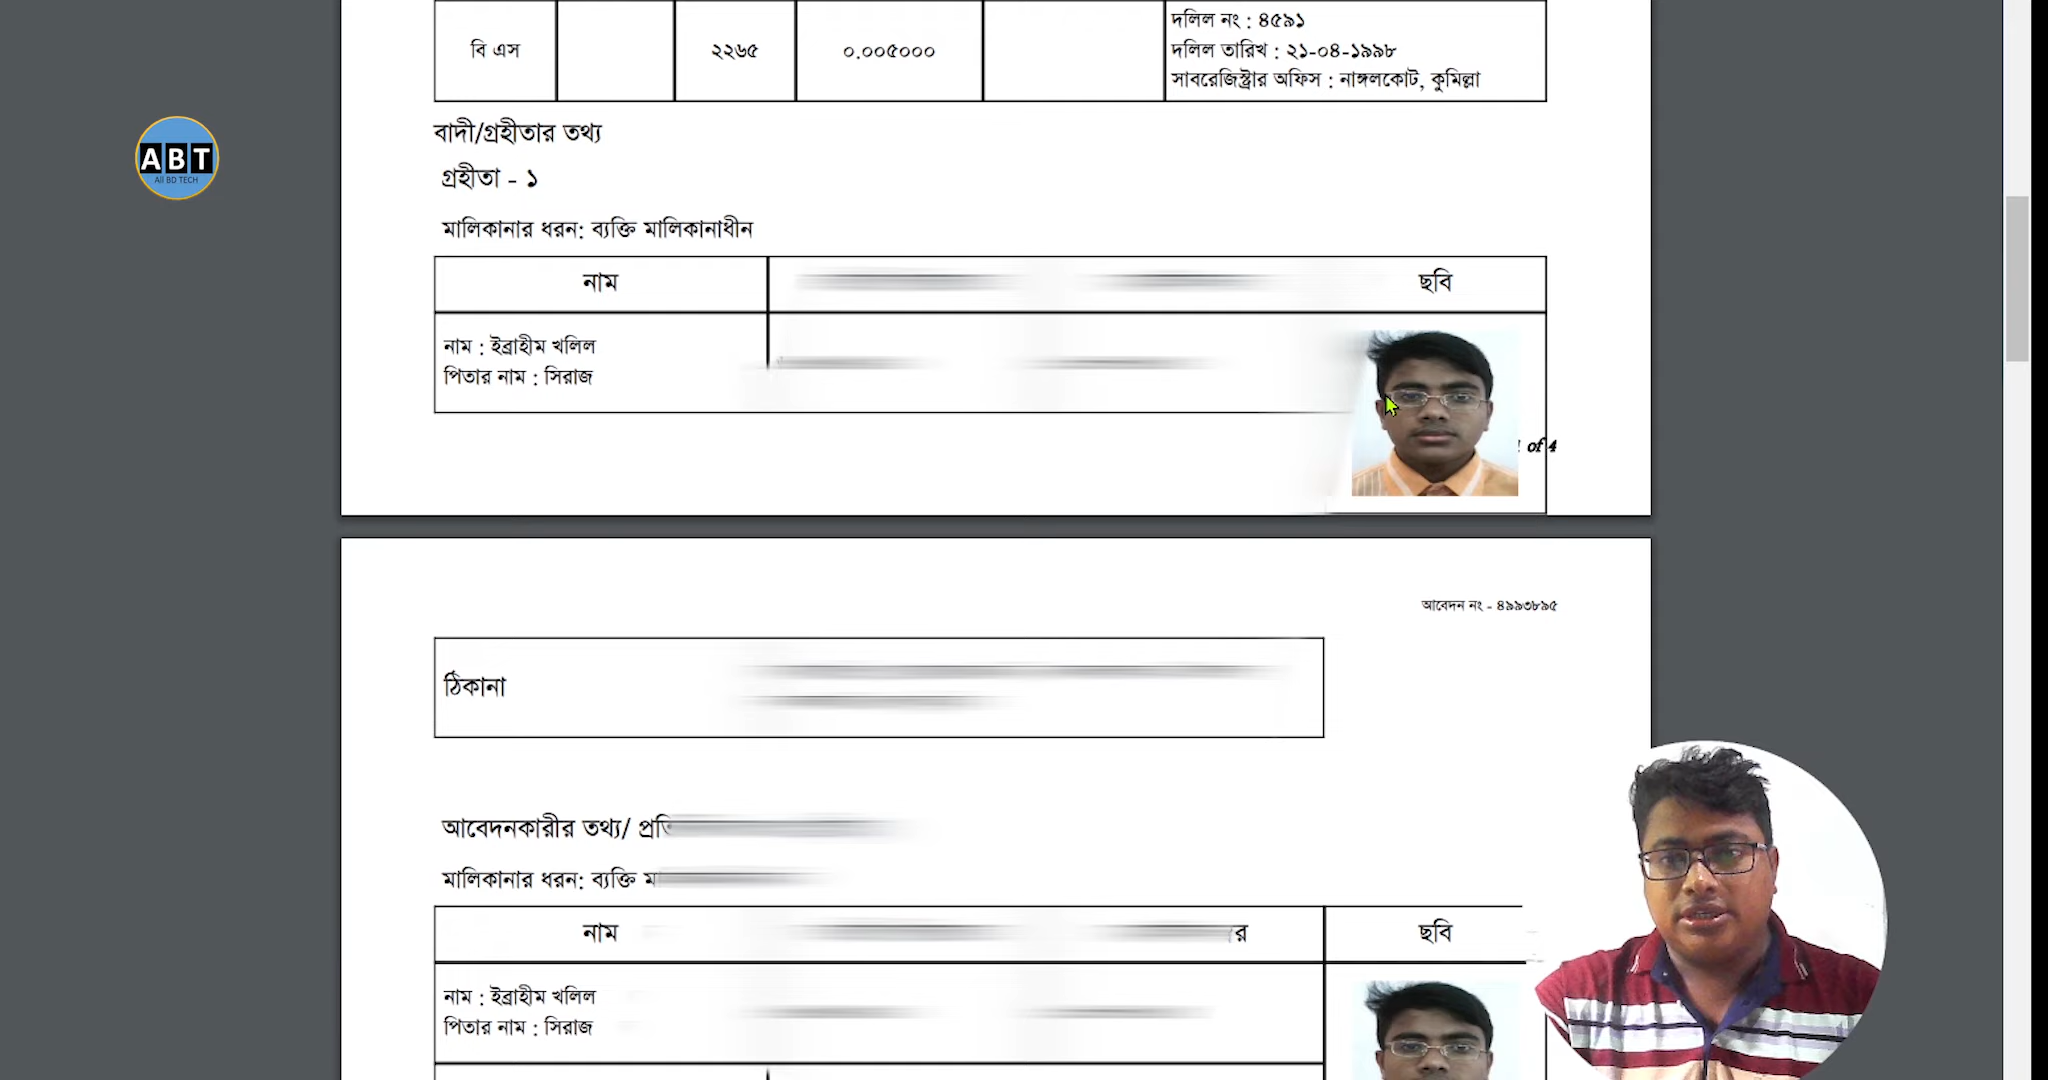 দলিল নং : ৪৫৯১
বি এস ২২৬৫ ০.০০৫০০০ দলিল তারিখ : ২১-০৪-১৯৯৮
সাবরেজিস্ট্রার অফিস : নাঙ্গলকোট, কুমিল্লা
ABT
All BD TECH
বাদী/গ্রহীতার তথ্য
গ্রহীতা - ১
মালিকানার ধরন: ব্যক্তি মালিকানাধীন
নাম ছবি
নাম : ইব্রাহীম খলিল
পিতার নাম : সিরাজ
of 4
আবেদন নং - ৪৯৯৩৮৯৫
ঠিকানা
আবেদনকারীর তথ্য/
মালিকানার ধরন: ব্যক্তি
নাম ছবি
নাম : ইব্রাহীম খলিল
পিতার নাম : সিরাজ